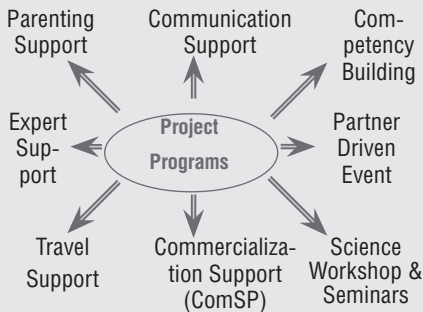 Parenting
Support
Communication
Support
Com-
petency
Building
Expert
Sup-
port
Project
Programs
Partner
Driven
Event
Travel
Support
Commercializa-
tion Support
(ComSP)
Science
Workshop &
Seminars